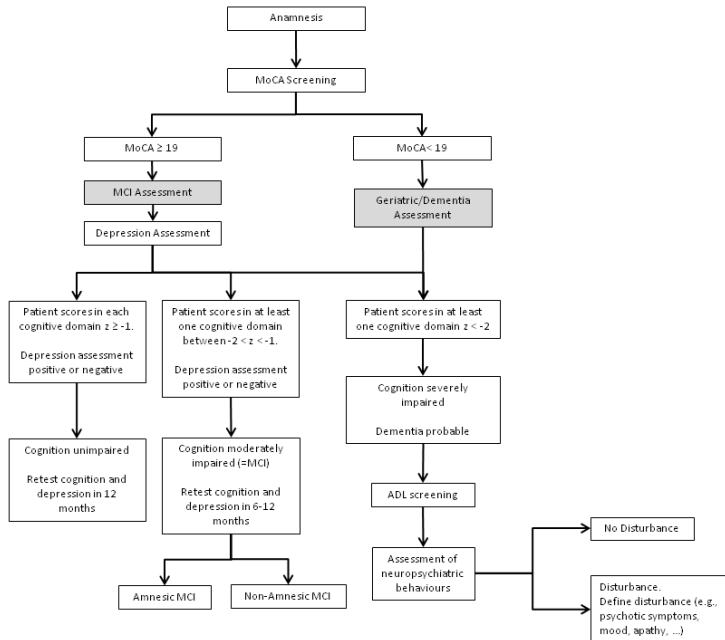 Anamnesis
MoCA Screening
MoCA ≥ 19
MoCA< 19
MCI Assessment
Geriatric/Dementia
Assessment
Depression Assessment
Patient scores in each
cognitive domain z ≥ -1.
Depression assessment
positive or negative
Patient scores in at least
one cognitive domain
between -2 < z < -1.
Depression assessment
positive or negative
Patient scores in at least
one cognitive domain z < -2
Cognition severely
impaired
Dementia probable
Cognition unimpaired
Retest cognition and
depression in 12
months
Cognition moderately
impaired (=MCI)
Retest cognition and
depression in 6-12
months
ADL screening
Amnesic MCI
Non-Amnesic MCI
Assessment of
neuropsychiatric
behaviours
No Disturbance
Disturbance.
Define disturbance (e.g.,
psychotic symptoms,
mood, apathy, ...)